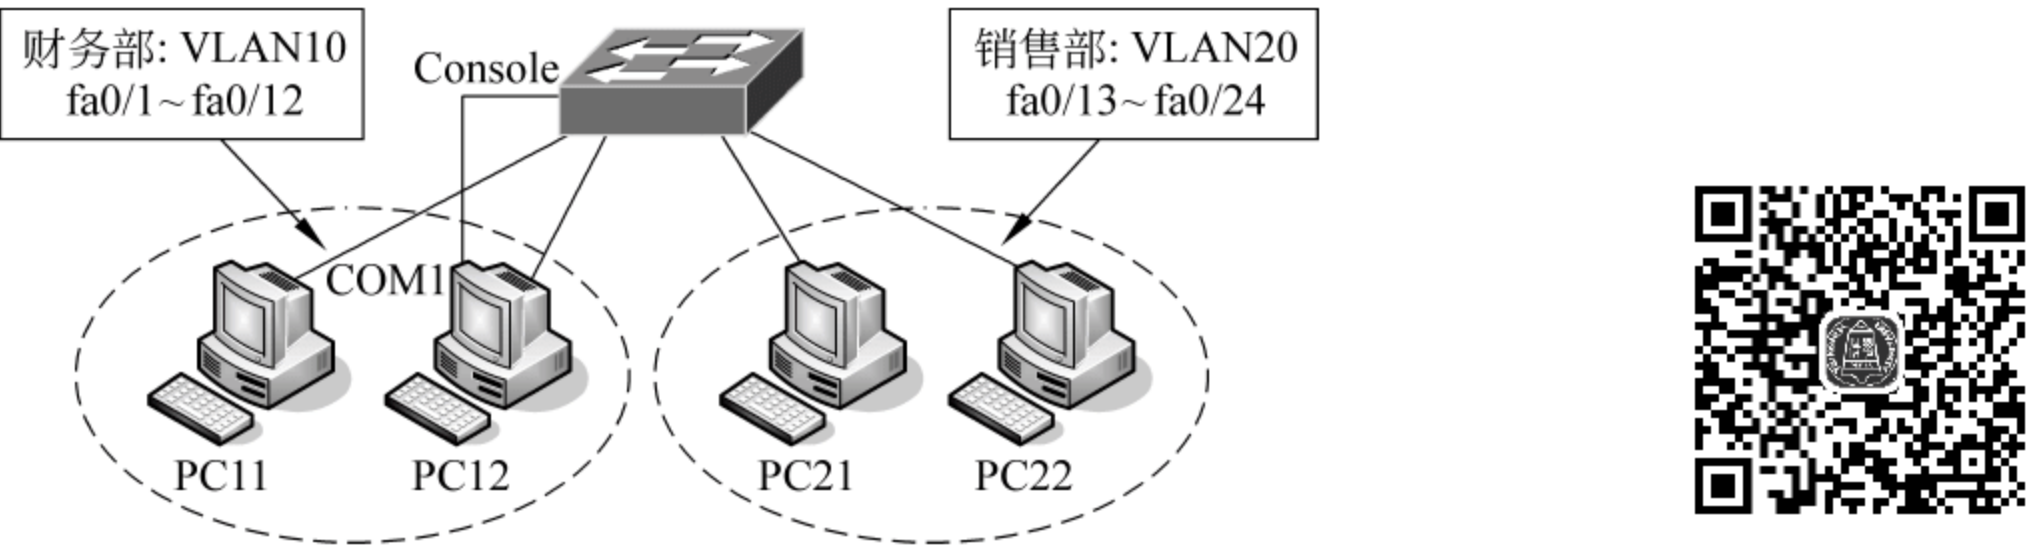 财务部: VLAN10
fa0/1~fa0/12
Console
销售部: VLAN20
fa0/13~fa0/24
COM1
PC11
PC12
PC21
PC22